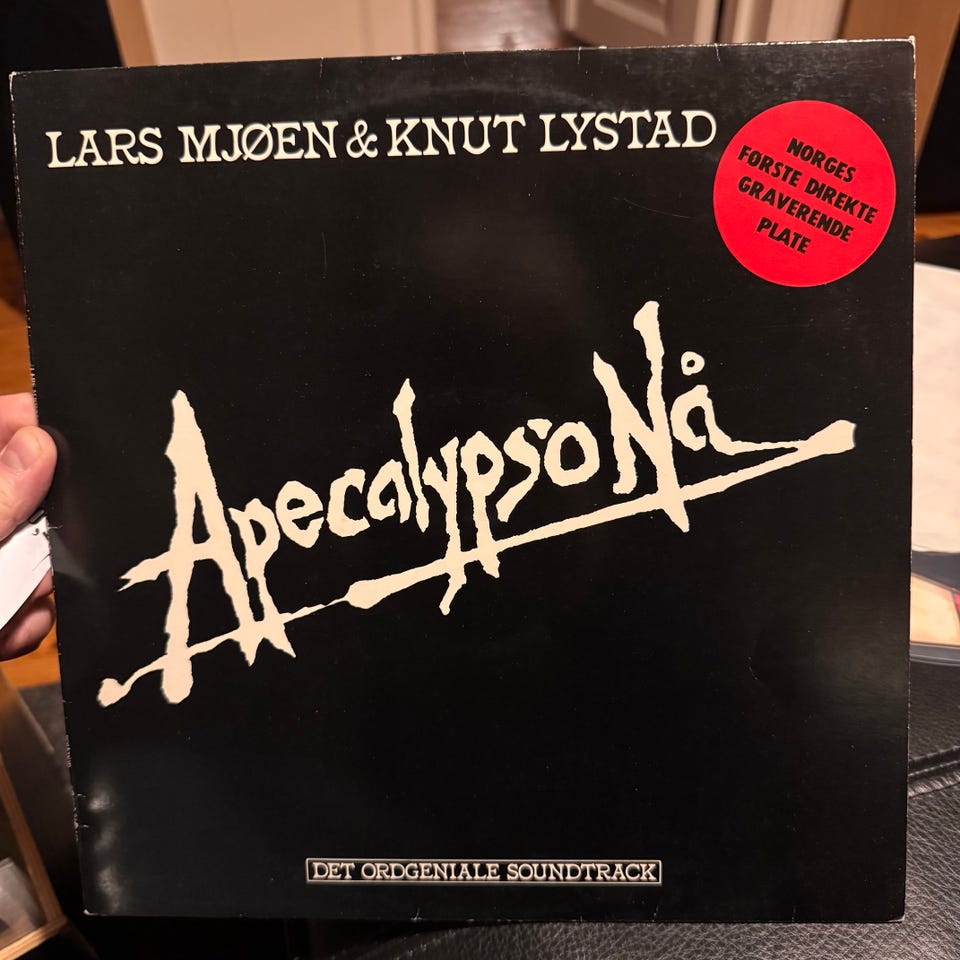 LARS MJØEN & KNUT LYSTAD
NORGES
FØRSTE DIREKTE
GRAVERENDE
PLATE
Apecalypso Nå
DET ORDGENIALE SOUNDTRACK